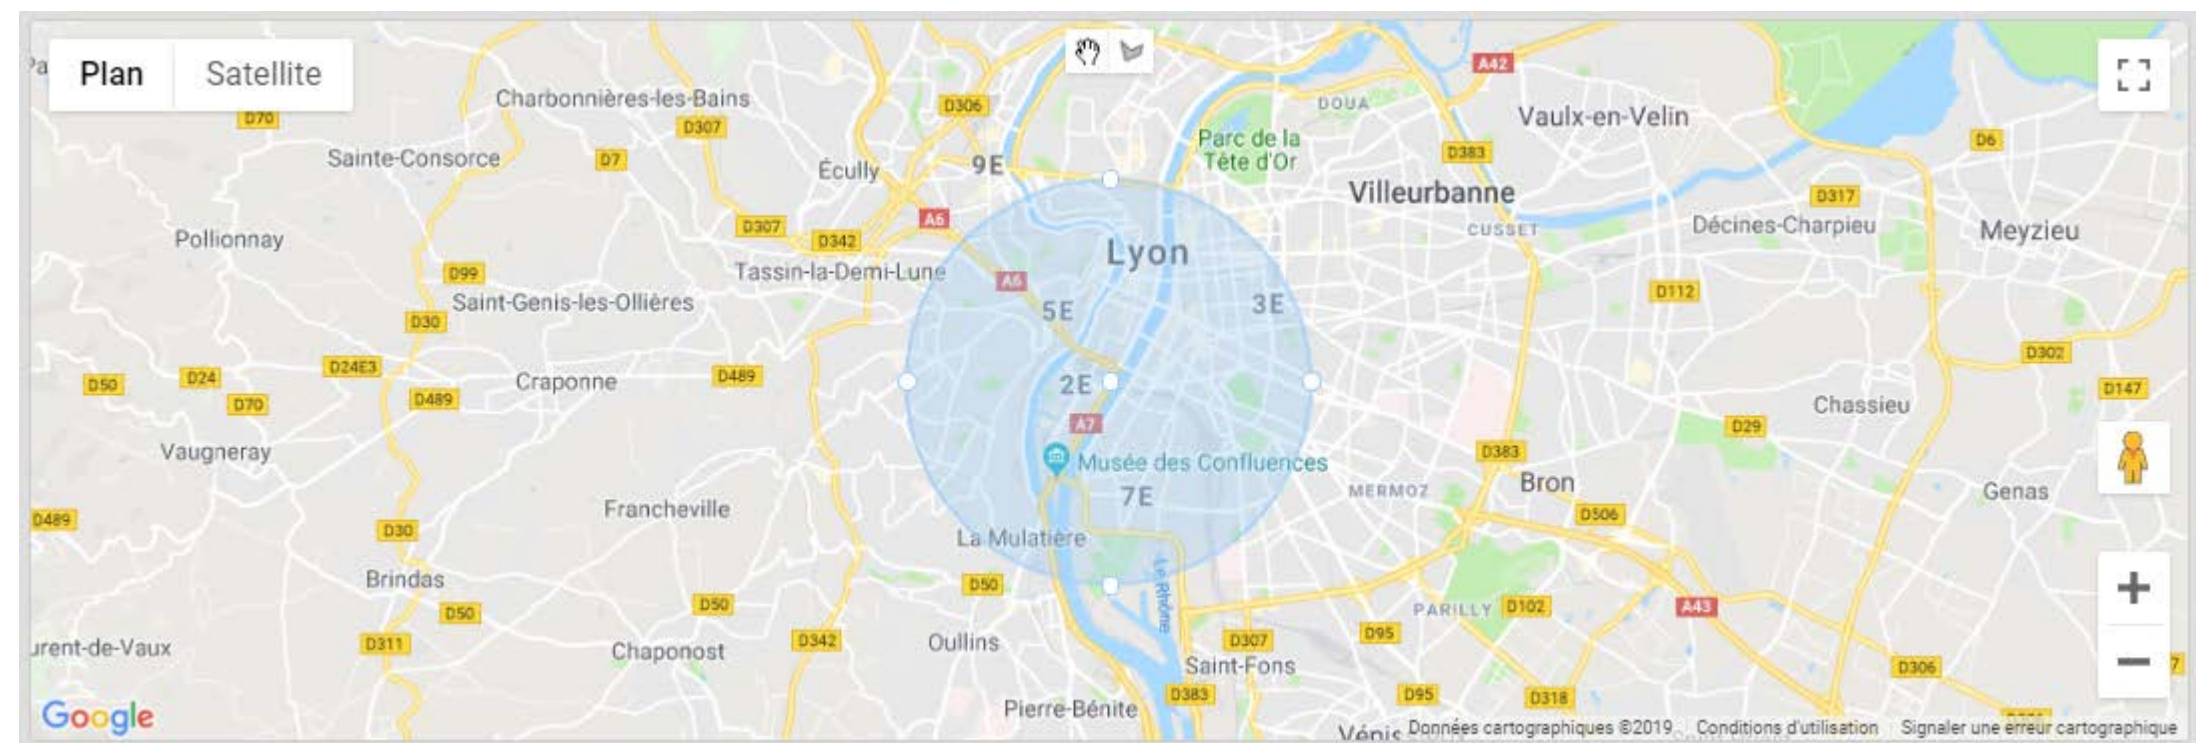 Plan
Satellite
Charbonnières-les-Bains
D306
A42
DOUA
Vaulx-en-Velin
D70
D307
Parc de la
Tête d'Or
D6
Sainte-Consorce
D7
Écully
9E
D383
Villeurbanne
D317
A6
D307
D342
Pollionnay
Lyon
CUSSET
Décines-Charpieu
Meyzieu
D99
Tassin-la-Demi-Lune
A6
Saint-Genis-les-Ollières
5E
3E
D112
D30
D24E3
D302
D50
D24
Craponne
D489
2E
D147
D70
D489
Chassieu
A7
D29
Vaugneray
Musée des Confluences
D383
7E
MERMOZ
Bron
Genas
D489
Francheville
D506
D30
La Mulatière
Brindas
D50
Le Rhône
D50
D50
PARILLY
D102
A43
urent-de-Vaux
D311
Chaponost
D342
Oullins
D307
D95
Saint-Fons
D306
7
D383
D95
D318
Google
Pierre-Bénite
Vénis
Données cartographiques ©2019
Conditions d'utilisation
Signaler une erreur cartographique